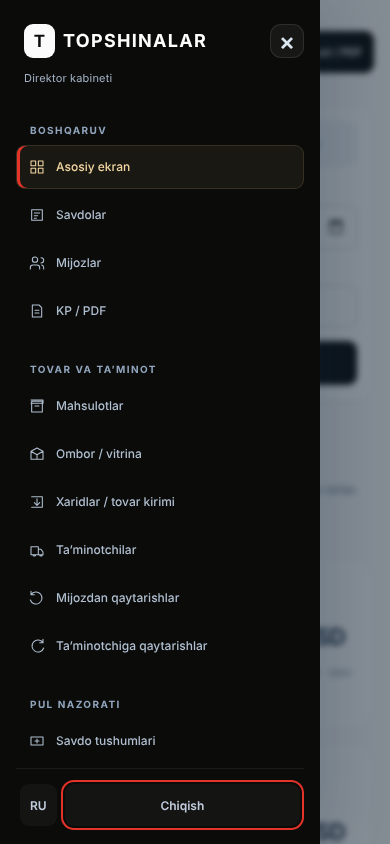 T TOPSHINALAR
Direktor kabineti
BOSHQARUV
Asosiy ekran
Savdolar
Mijozlar
KP / PDF
TOVAR VA TA’MINOT
Mahsulotlar
Ombor / vitrina
Xaridlar / tovar kirimi
Ta’minotchilar
Mijozdan qaytarishlar
Ta’minotchiga qaytarishlar
PUL NAZORATI
Savdo tushumlari
RU
Chiqish